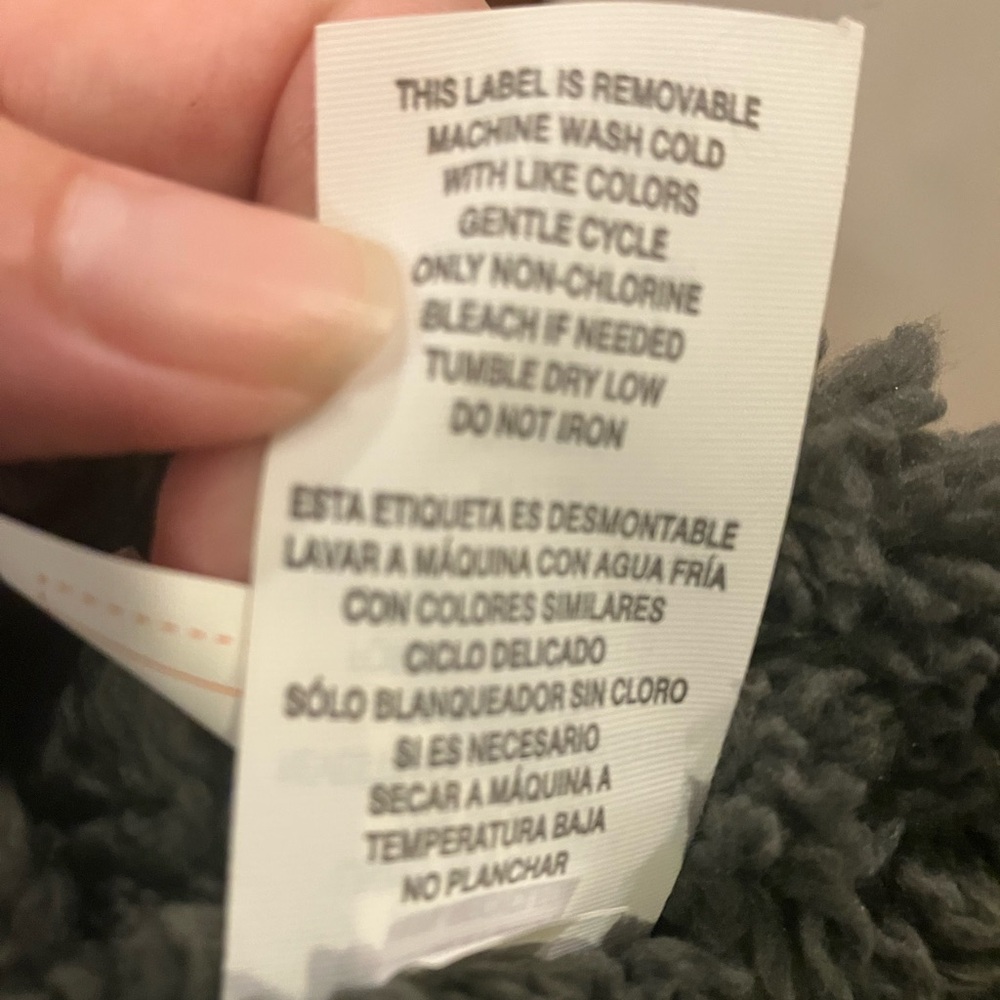 THIS LABEL IS REMOVABLE
MACHINE WASH COLD
WITH LIKE COLORS
GENTLE CYCLE
ONLY NON-CHLORINE
BLEACH IF NEEDED
TUMBLE DRY LOW
DO NOT IRON
ESTA ETIQUETA ES DESMONTABLE
LAVAR A MÁQUINA CON AGUA FRÍA
CON COLORES SIMILARES
CICLO DELICADO
SÓLO BLANQUEADOR SIN CLORO
SI ES NECESARIO
SECAR A MÁQUINA A
TEMPERATURA BAJA
NO PLANCHAR